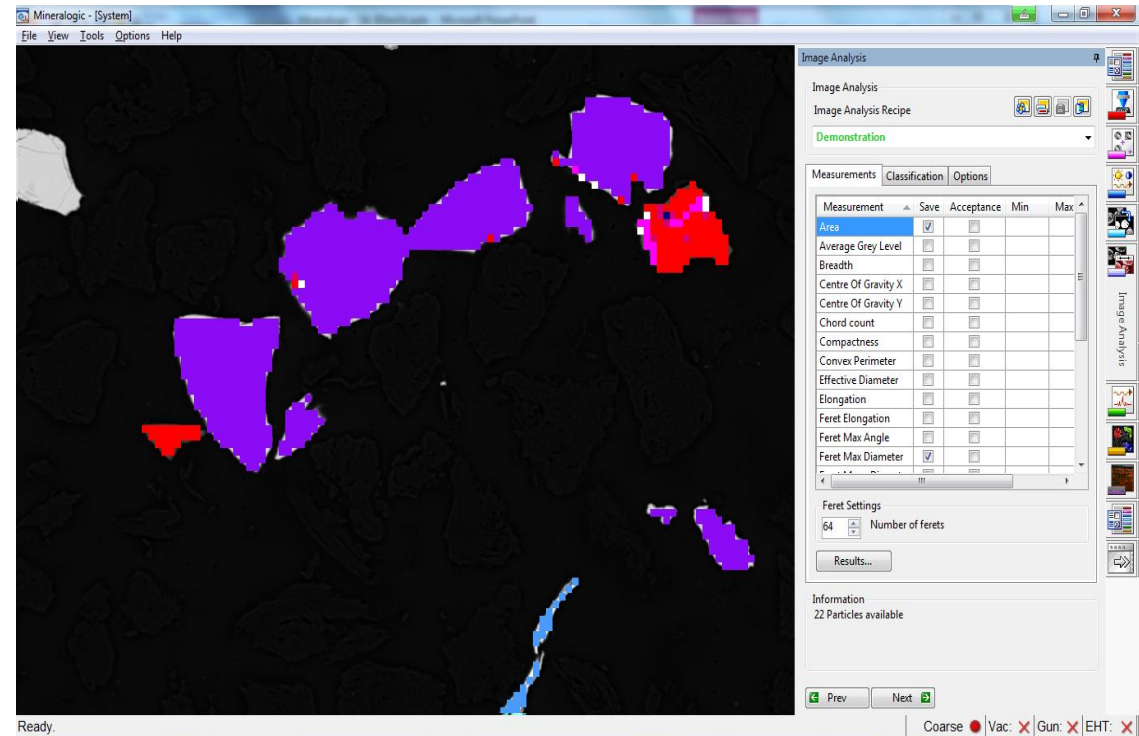 Mineralogic - [System]
File View Tools Options Help
Image Analysis
Image Analysis
Image Analysis Recipe
Demonstration
Measurements Classification Options
Measurement Save Acceptance Min Max
Area
Average Grey Level
Breadth
Centre Of Gravity X
Centre Of Gravity Y
Chord count
Compactness
Convex Perimeter
Effective Diameter
Elongation
Feret Elongation
Feret Max Angle
Feret Max Diameter
Feret Settings
64 Number of ferets
Results...
Information
22 Particles available
Prev Next
Image Analysis
Ready.
Coarse Vac: Gun: EHT: